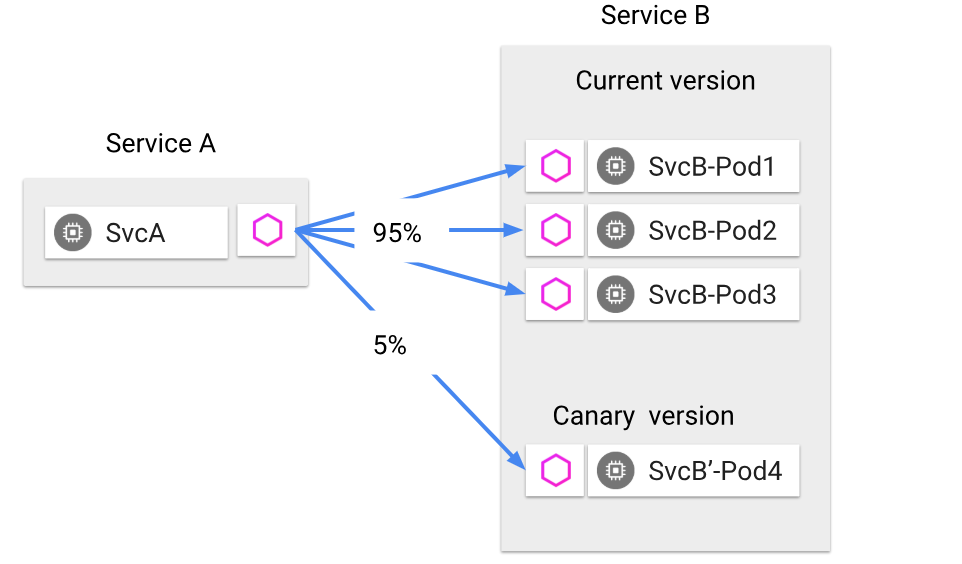 Service B
Current version
Service A
SvcB-Pod1
SvcA
95%
SvcB-Pod2
SvcB-Pod3
5%
Canary version
SvcB’-Pod4